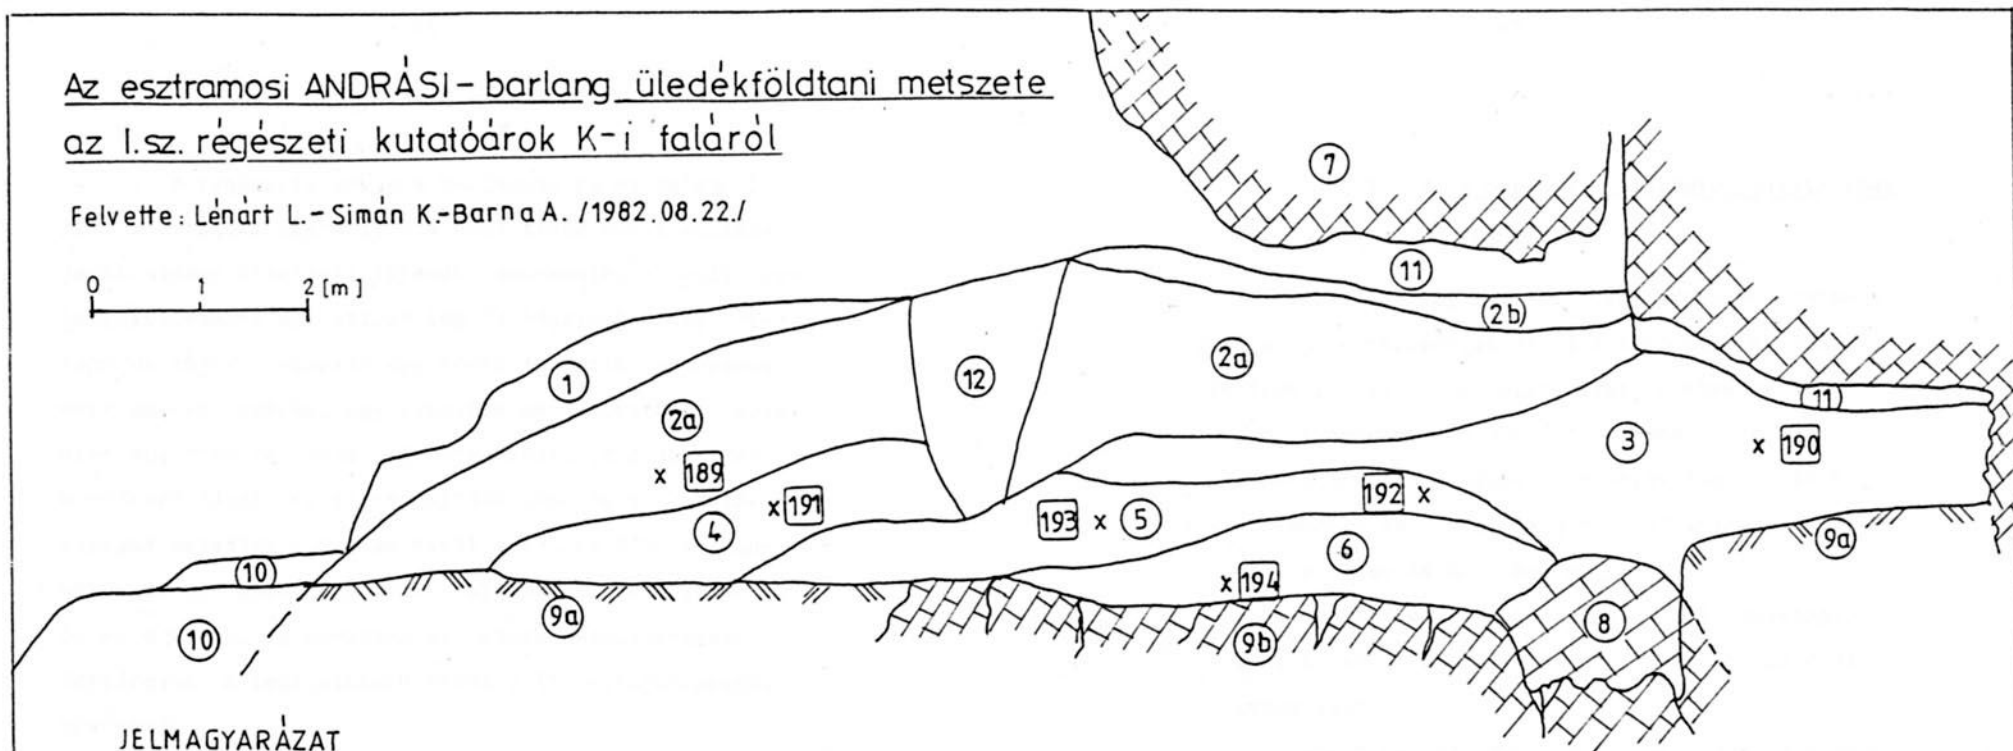 Az esztramosi ANDRÁSI-barlang üledékföldtani metszete
az I.sz. régészeti kutatóárok K-i faláról
Felvette: Lénárt L.-Simán K.-Barna A. /1982.08.22./
0 1 2 [m]
7
11
2b
1
12
2a
2a
11
3
x 190
x 189
x 191
192 x
4
193 x 5
6
9a
10
x 194
10
9a
9b
8
JELMAGYARÁZAT